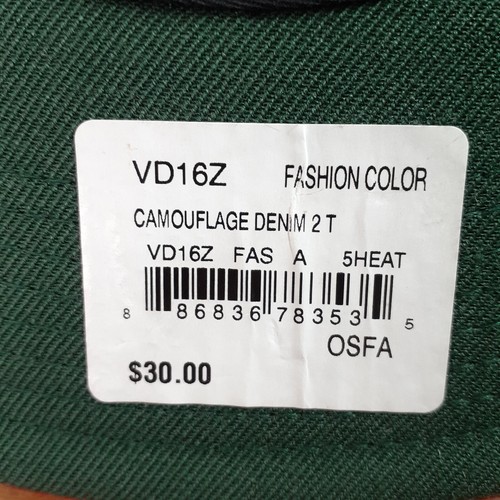 VD16Z FASHION COLOR
CAMOUFLAGE DENIM 2 T
VD16Z FAS A 5HEAT
8 86836 78353 5
OSFA
$30.00